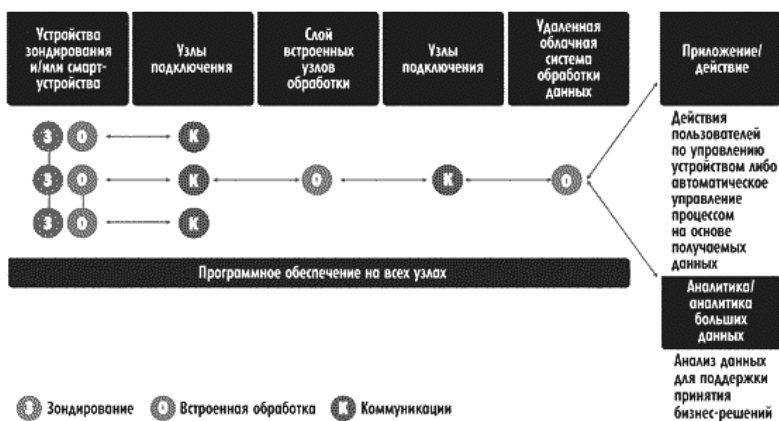 Устройства
зондирования
и/или смарт-
устройства
Узлы
подключения
Слой
встроенных
узлов
обработки
Узлы
подключения
Удаленная
облачная
система
обработки
данных
Приложение/
действие
З О К
З О К О К О
З О К
Действия
пользователей
по управлению
устройством либо
автоматическое
управление
процессом
на основе
получаемых
данных
Программное обеспечение на всех узлах
Аналитика/
аналитика
больших
данных
Анализ данных
для поддержки
принятия
бизнес-решений
З Зондирование О Встроенная обработка К Коммуникации